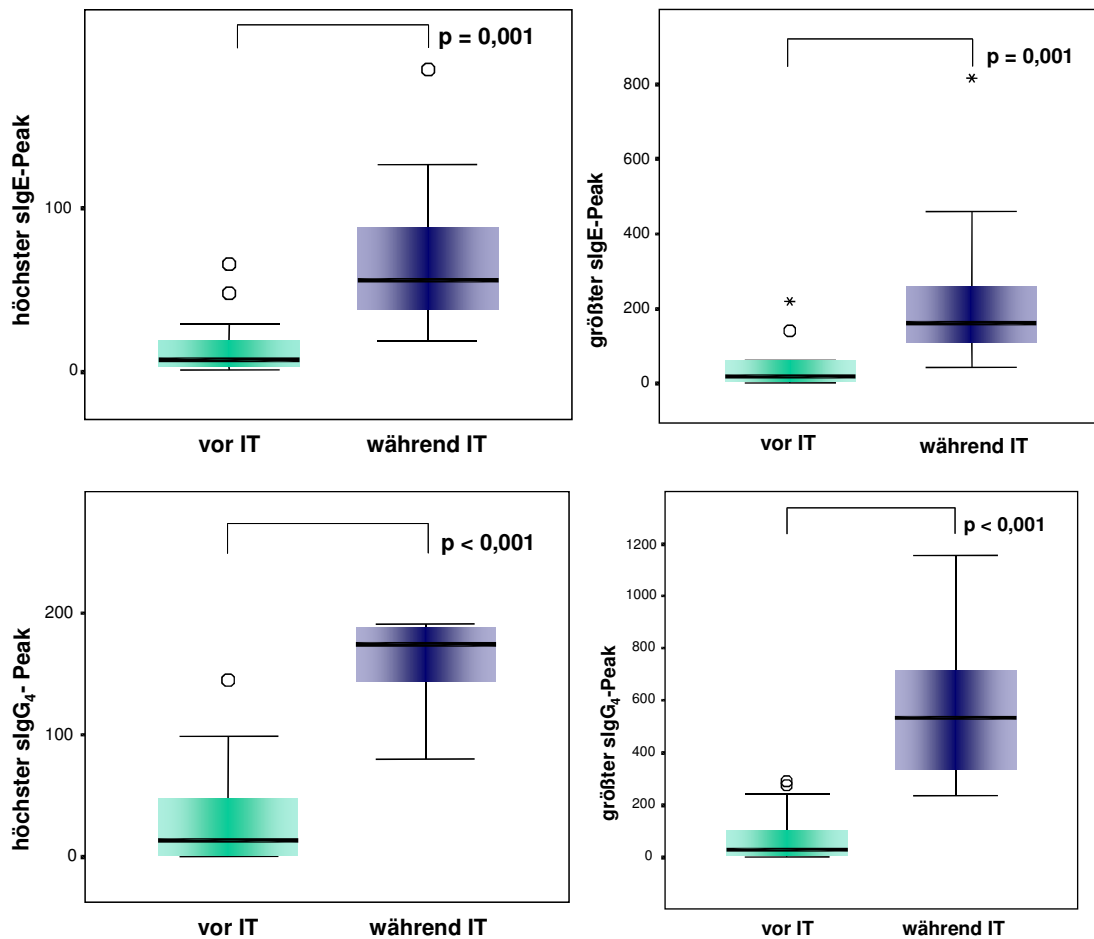 p = 0,001
höchster sIgE-Peak
100
0
vor IT
während IT
p = 0,001
größter sIgE-Peak
800
600
400
200
0
vor IT
während IT
p < 0,001
höchster sIgG₄- Peak
200
100
0
vor IT
während IT
p < 0,001
größter sIgG₄-Peak
1200
1000
800
600
400
200
0
vor IT
während IT